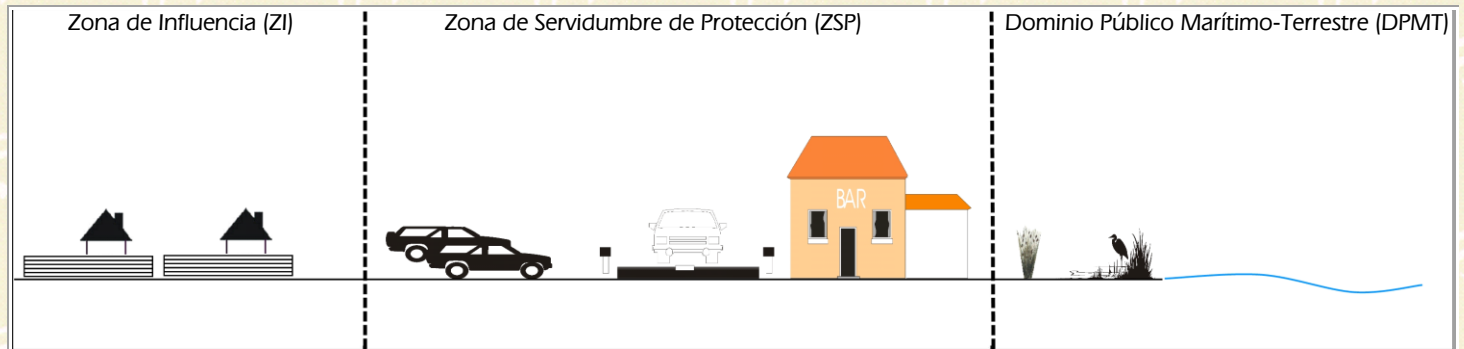 Zona de Influencia (ZI)
Zona de Servidumbre de Protección (ZSP)
Dominio Público Marítimo-Terrestre (DPMT)
BAR